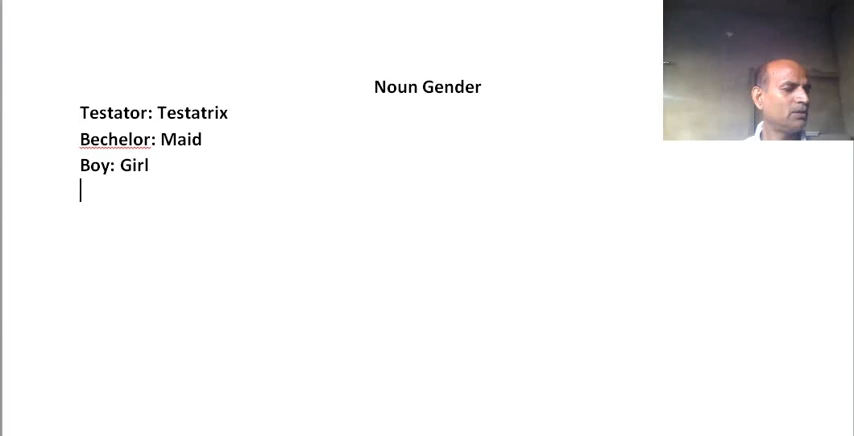 Noun Gender
Testator: Testatrix
Bechelor: Maid
Boy: Girl